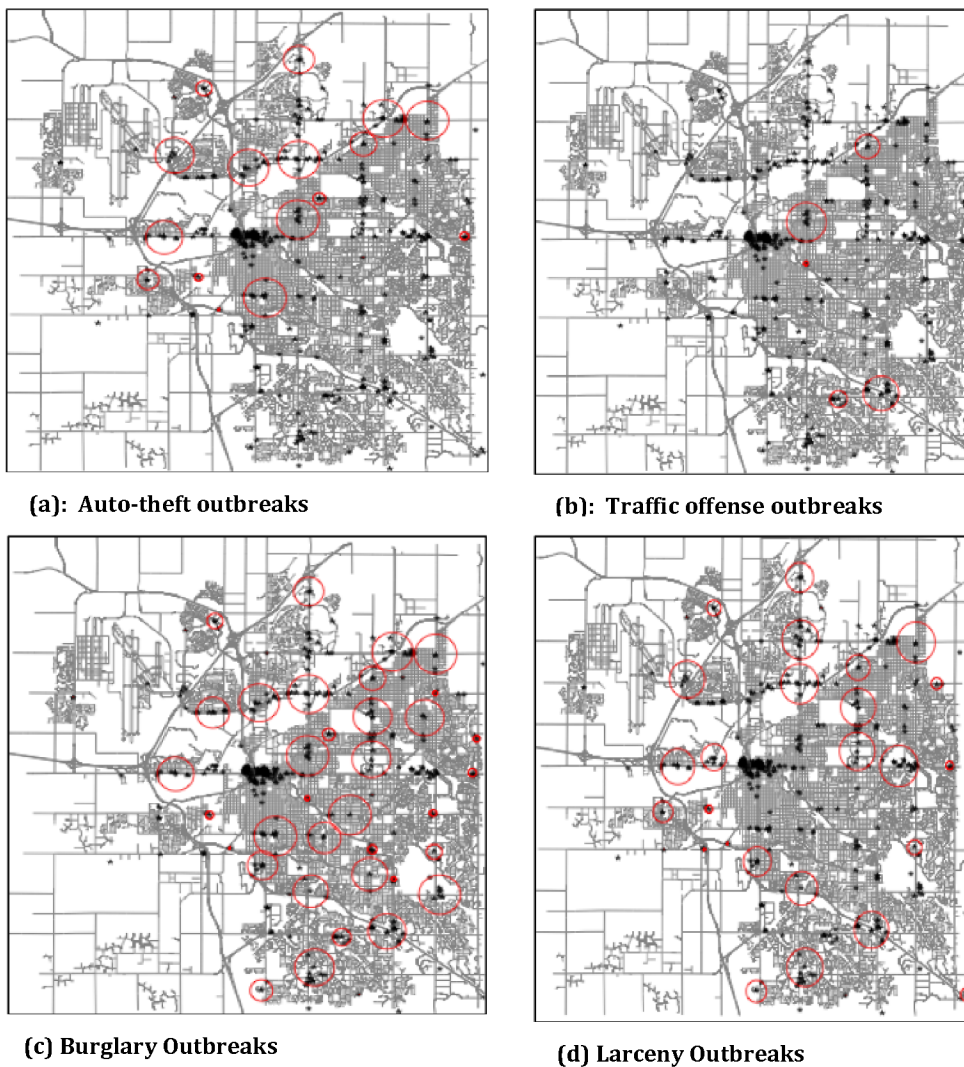 (a): Auto-theft outbreaks
(b): Traffic offense outbreaks
(c) Burglary Outbreaks
(d) Larceny Outbreaks